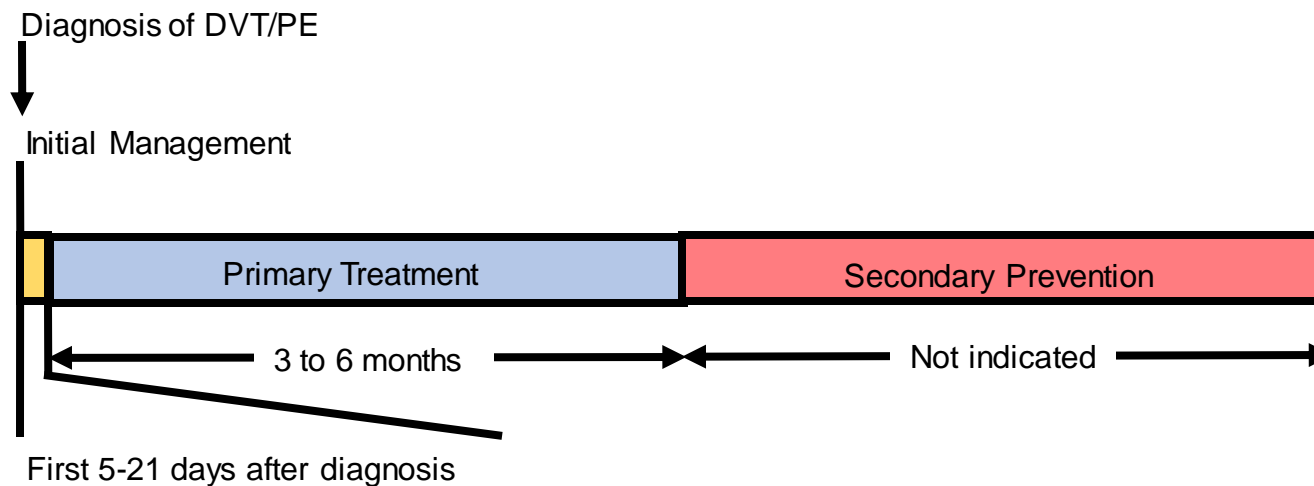 Diagnosis of DVT/PE
Initial Management
Primary Treatment
Secondary Prevention
3 to 6 months
Not indicated
First 5-21 days after diagnosis